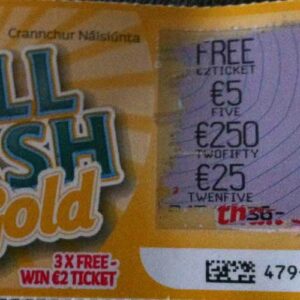 Crannchur Náisiúnta
LL
SH
Gold
3 X FREE -
WIN €2 TICKET
FREE
€2TICKET
€5
FIVE
€250
TWOFIFTY
€25
TWENFIVE
36-
479